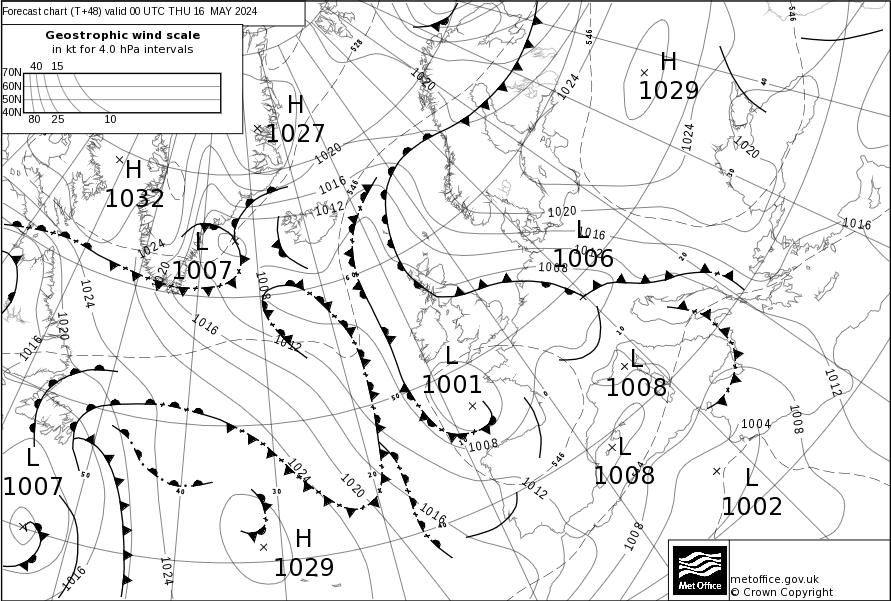 Forecast chart (T+48) valid 00 UTC THU 16 MAY 2024
Geostrophic wind scale
in kt for 4.0 hPa intervals
40 15
70N
60N
50N
40N
80 25 10
528
546
546
H
1029
40
1020
1024
H
1027
1024
1020
1020
30
H
1032
1016
546
1012
1020
1016
L
1006
1012
1008
1016
20
L
1007
1024
1020
1008
60
1024
1020
1016
1016
1012
10
L
1001
L
1008
1012
50
0
1008
1004
40
1008
L
1007
50
1024
20
546
L
1008
L
1002
40
30
1020
1016
40
1012
1008
H
1029
1016
1024
Met Office
metoffice.gov.uk
© Crown Copyright